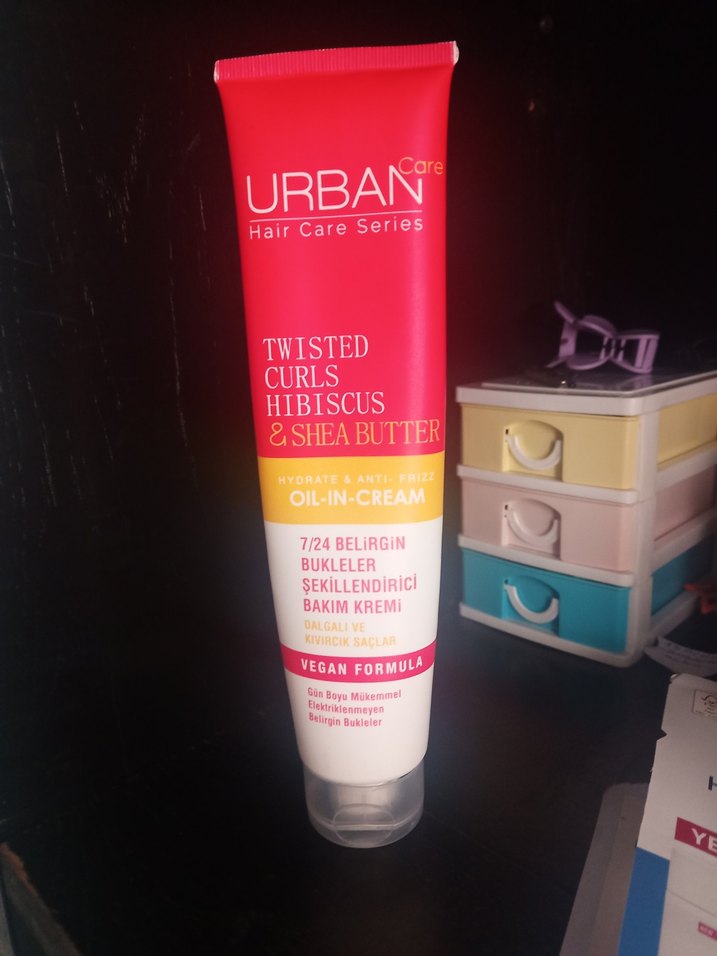 URBAN Care
Hair Care Series
TWISTED
CURLS
HIBISCUS
& SHEA BUTTER
HYDRATE & ANTI- FRIZZ
OIL-IN-CREAM
7/24 BELİRGİN
BUKLELER
ŞEKİLLENDİRİCİ
BAKIM KREMİ
DALGALI VE
KIVIRCIK SAÇLAR
VEGAN FORMULA
Gün Boyu Mükemmel
Elektriklenmeyen
Belirgin Bukleler